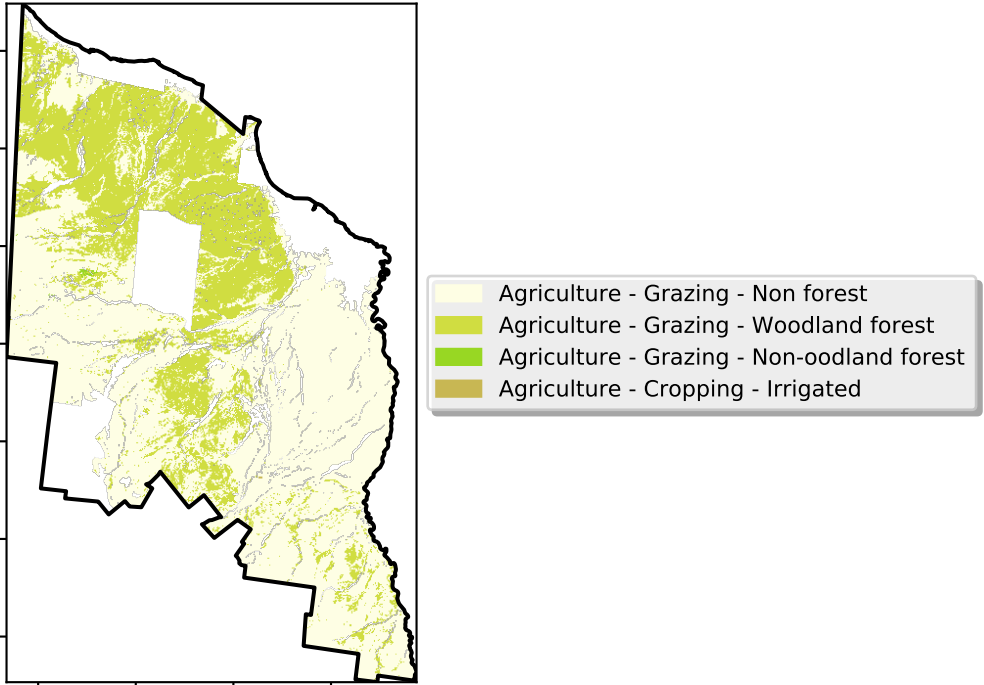 Agriculture - Grazing - Non forest
Agriculture - Grazing - Woodland forest
Agriculture - Grazing - Non-oodland forest
Agriculture - Cropping - Irrigated